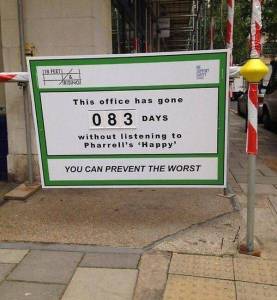 This office has gone
083 DAYS
without listening to
Pharrell's 'Happy'
YOU CAN PREVENT THE WORST